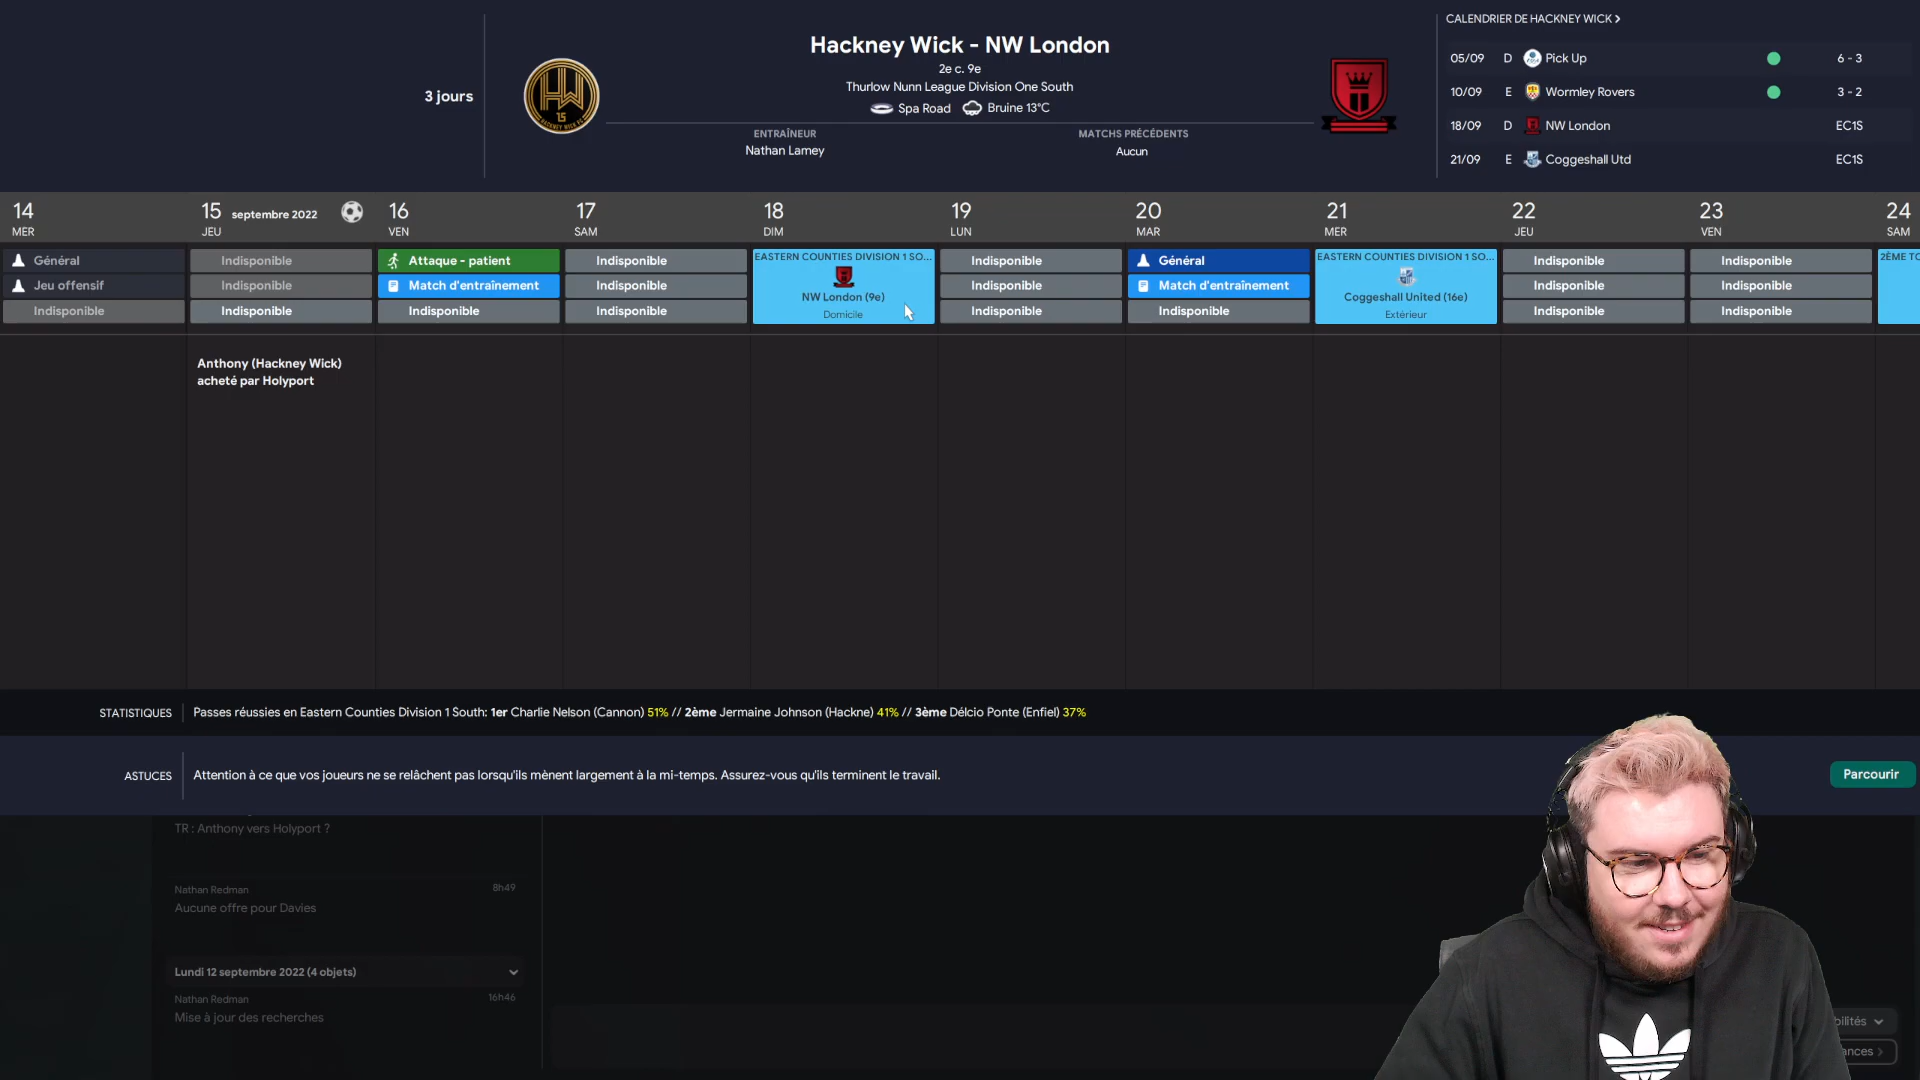 CALENDRIER DE HACKNEY WICK
3 jours
Hackney Wick - NW London
2e c. 9e
Thurlow Nunn League Division One South
Spa Road Bruine 13°C
ENTRAÎNEUR
Nathan Lamey
MATCHS PRÉCÉDENTS
Aucun
05/09 D Pick Up 6 - 3
10/09 E Wormley Rovers 3 - 2
18/09 D NW London EC1S
21/09 E Coggeshall Utd EC1S
14 15 septembre 2022 16 17 18 19 20 21 22 23 24
MER JEU VEN SAM DIM LUN MAR MER JEU VEN SAM
Général
Jeu offensif
Indisponible
Indisponible
Indisponible
Indisponible
Attaque - patient
Match d'entraînement
Indisponible
Indisponible
Indisponible
Indisponible
EASTERN COUNTIES DIVISION 1 SO...
NW London (9e)
Domicile
Indisponible
Indisponible
Indisponible
Général
Match d'entraînement
Indisponible
EASTERN COUNTIES DIVISION 1 SO...
Coggeshall United (16e)
Extérieur
Indisponible
Indisponible
Indisponible
Indisponible
Indisponible
Indisponible
2ÈME TO
Anthony (Hackney Wick)
acheté par Holyport
STATISTIQUES Passes réussies en Eastern Counties Division 1 South: 1er Charlie Nelson (Cannon) 51% // 2ème Jermaine Johnson (Hackne) 41% // 3ème Délcio Ponte (Enfiel) 37%
ASTUCES Attention à ce que vos joueurs ne se relâchent pas lorsqu'ils mènent largement à la mi-temps. Assurez-vous qu'ils terminent le travail.
Parcourir
TR : Anthony vers Holyport ?
Nathan Redman 8h49
Aucune offre pour Davies
Lundi 12 septembre 2022 (4 objets)
Nathan Redman 16h46
Mise à jour des recherches
bilités
ances